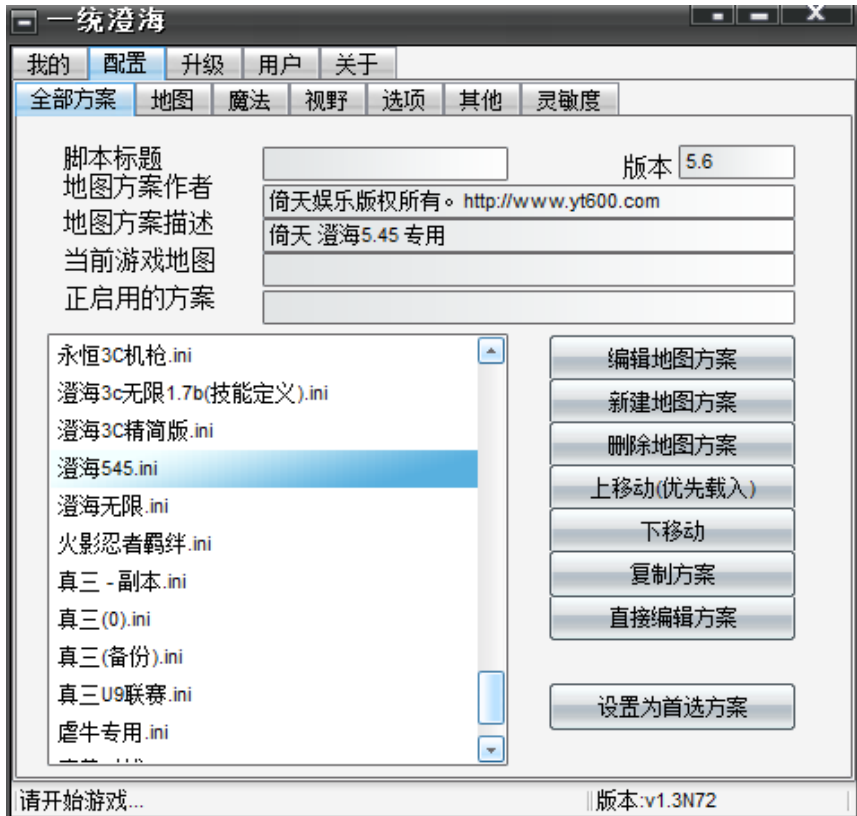 一统澄海
我的 配置 升级 用户 关于
全部方案 地图 魔法 视野 选项 其他 灵敏度
脚本标题
版本 5.6
地图方案作者 倚天娱乐版权所有。http://www.yt600.com
地图方案描述 倚天 澄海5.45 专用
当前游戏地图
正启用的方案
永恒3C机枪.ini
澄海3c无限1.7b(技能定义).ini
澄海3C精简版.ini
澄海545.ini
澄海无限.ini
火影忍者羁绊.ini
真三 - 副本.ini
真三(0).ini
真三(备份).ini
真三U9联赛.ini
虐牛专用.ini
编辑地图方案
新建地图方案
删除地图方案
上移动(优先载入)
下移动
复制方案
直接编辑方案
设置为首选方案
请开始游戏... 版本:v1.3N72